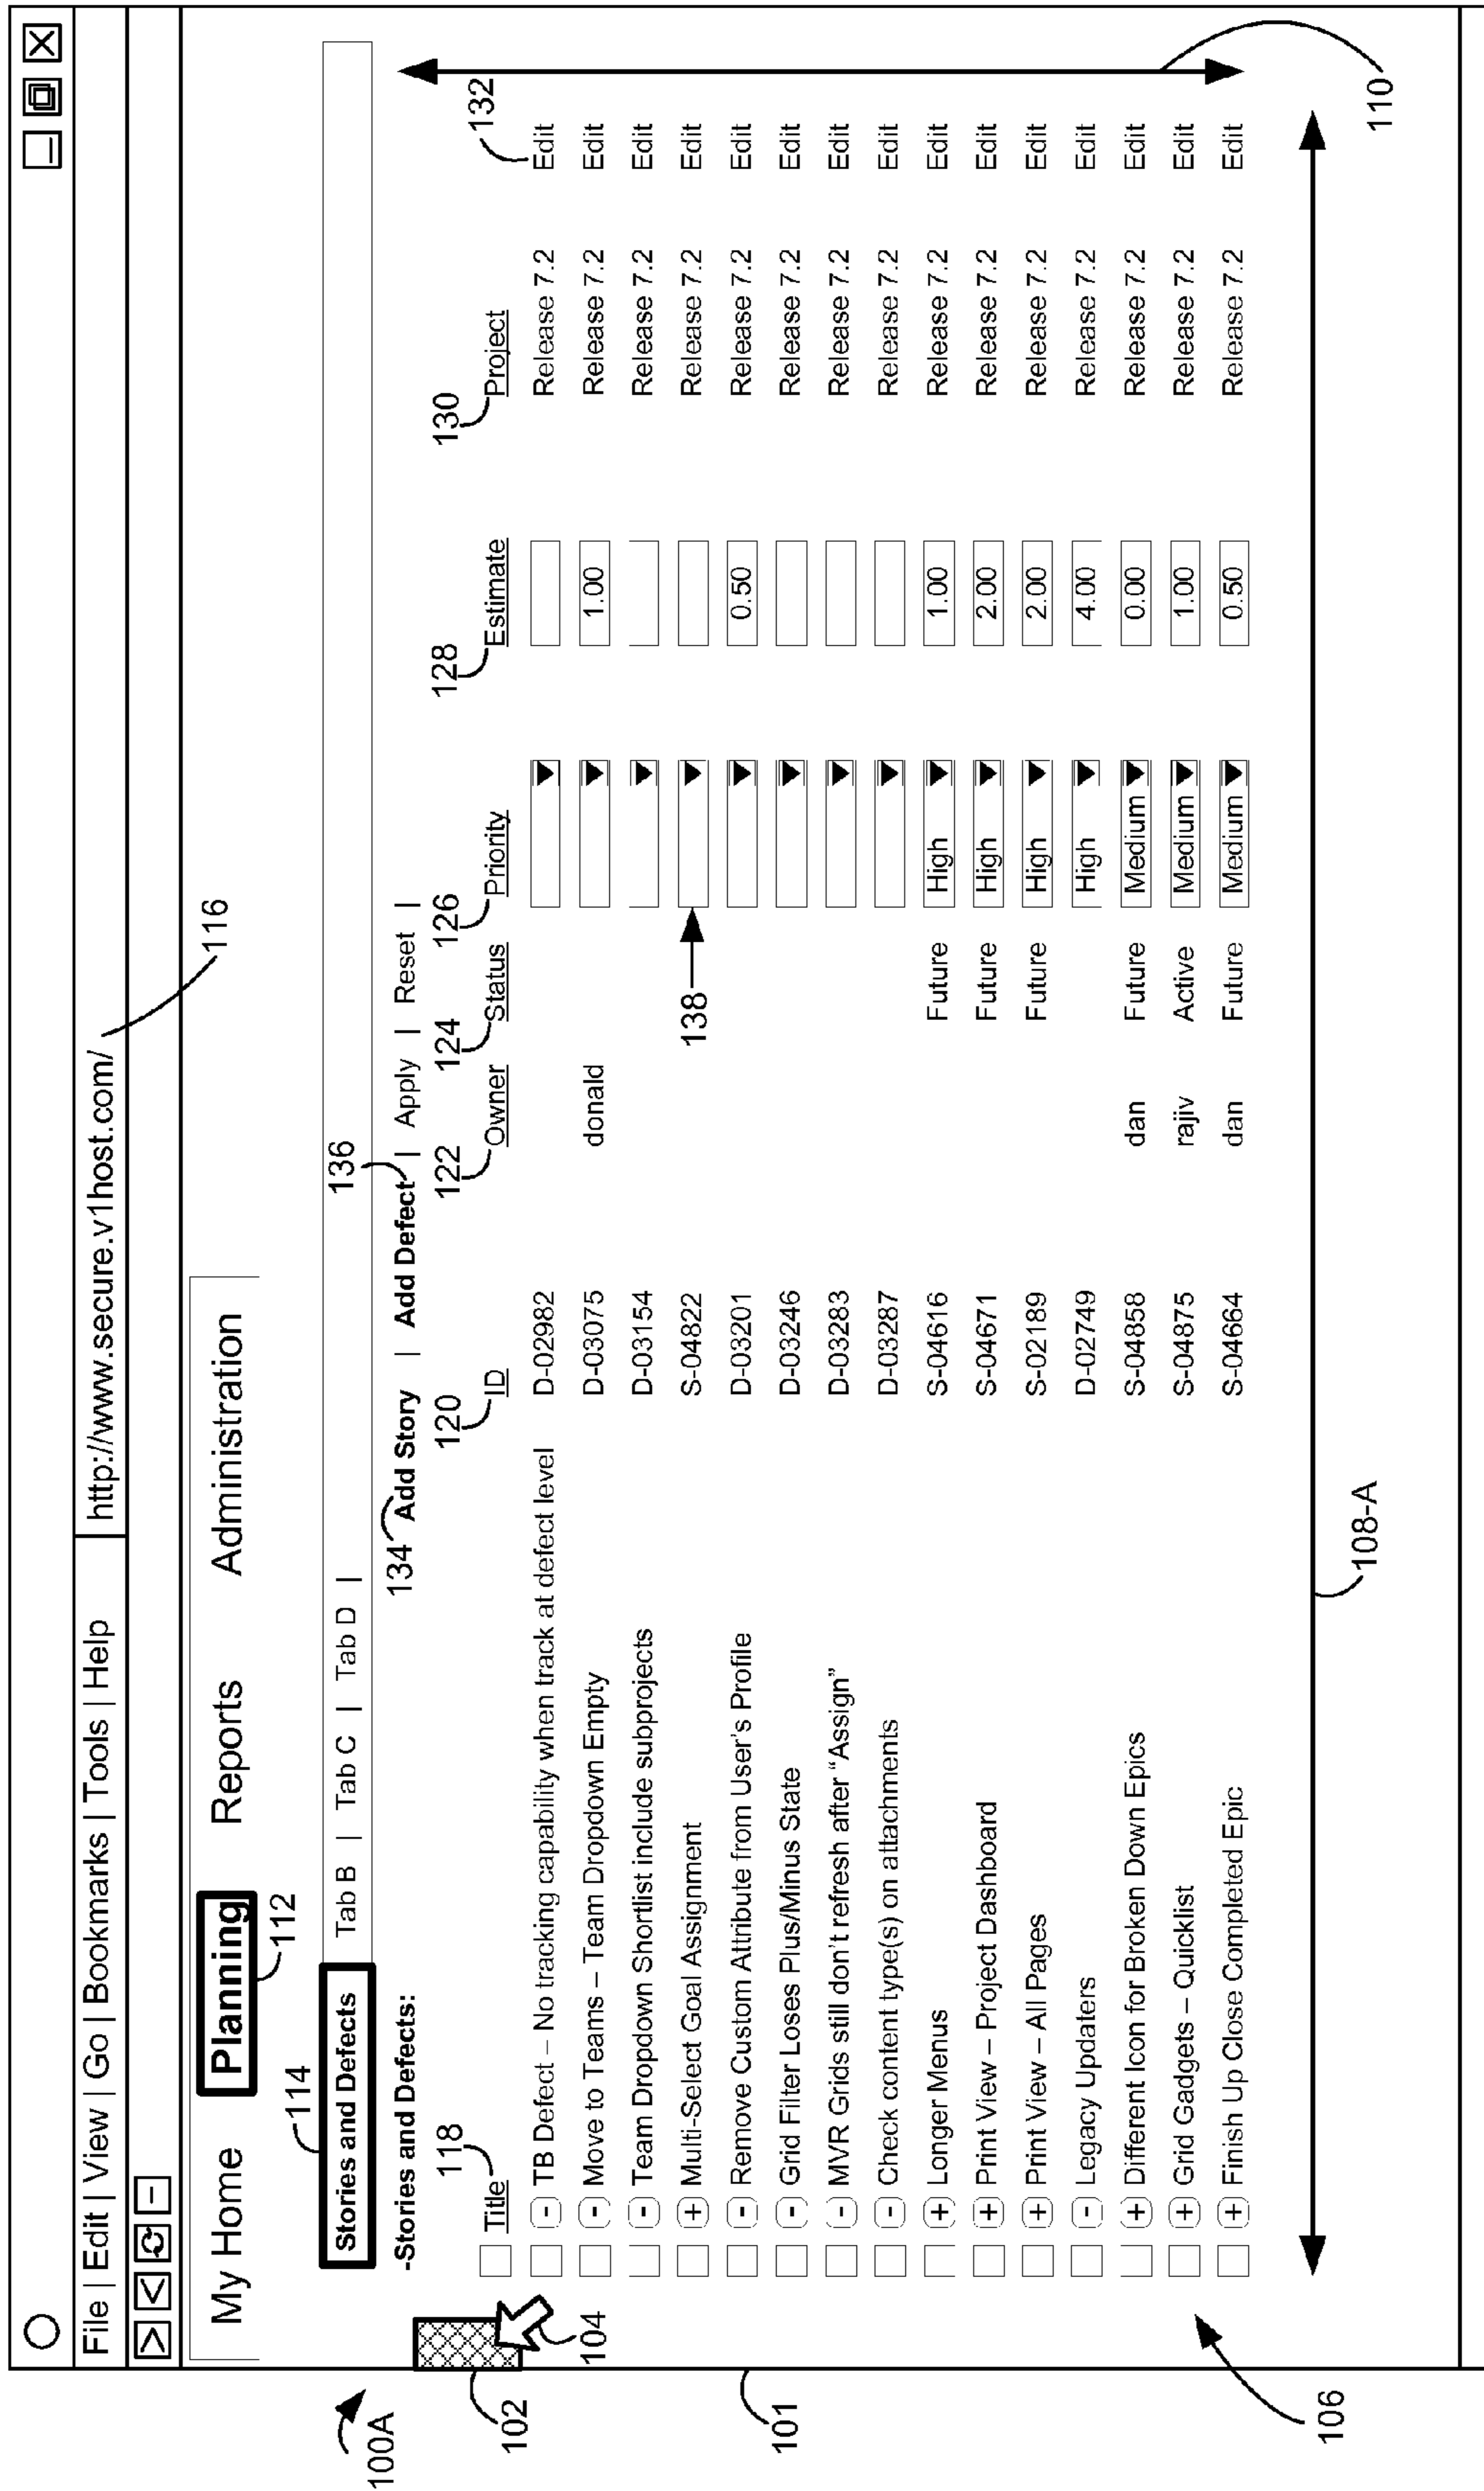 File | Edit | View | Go | Bookmarks | Tools | Help http://www.secure.v1host.com/
116
My Home Planning Reports Administration
112
100A
114
Stories and Defects Tab B | Tab C | Tab D |
136
-Stories and Defects:
134 Add Story | Add Defect | Apply | Reset |
118 120 122 124 126 128 130 132
Title ID Owner Status Priority Estimate Project
102
(-) TB Defect – No tracking capability when track at defect level D-02982 Release 7.2 Edit
104
(-) Move to Teams – Team Dropdown Empty D-03075 donald 1.00 Release 7.2 Edit
(-) Team Dropdown Shortlist include subprojects D-03154 Release 7.2 Edit
(+) Multi-Select Goal Assignment S-04822 138 Release 7.2 Edit
(-) Remove Custom Attribute from User's Profile D-03201 0.50 Release 7.2 Edit
101
(-) Grid Filter Loses Plus/Minus State D-03246 Release 7.2 Edit
(-) MVR Grids still don't refresh after “Assign” D-03283 Release 7.2 Edit
(-) Check content type(s) on attachments D-03287 Release 7.2 Edit
(+) Longer Menus S-04616 Future High 1.00 Release 7.2 Edit
(+) Print View – Project Dashboard S-04671 Future High 2.00 Release 7.2 Edit
(+) Print View – All Pages S-02189 Future High 2.00 Release 7.2 Edit
(-) Legacy Updaters D-02749 High 4.00 Release 7.2 Edit
(+) Different Icon for Broken Down Epics S-04858 dan Future Medium 0.00 Release 7.2 Edit
(+) Grid Gadgets – Quicklist S-04875 rajiv Active Medium 1.00 Release 7.2 Edit
(+) Finish Up Close Completed Epic S-04664 dan Future Medium 0.50 Release 7.2 Edit
106
108-A
110